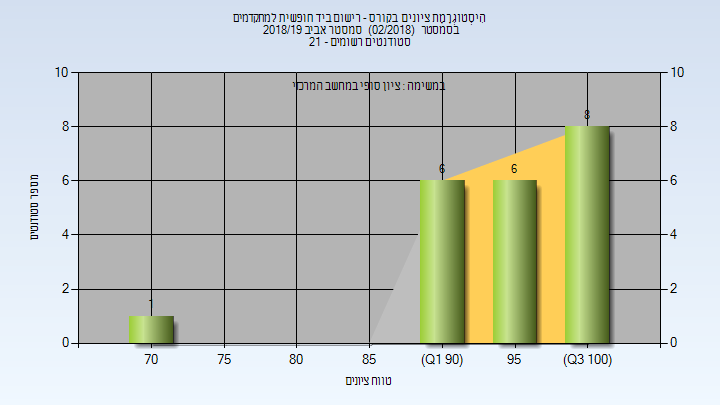 היסטוגרמת ציונים בקורס - רישום ביד חופשית למתקדמים
בסמסטר (02/2018) סמסטר אביב 2018/19
סטודנטים רשומים - 21
במשימה : ציון סופי במחשב המרכזי
10 10
8 8
6 6
4 4
2 2
0 0
1 6 6 8
מספר סטודנטים
70 75 80 85 (Q1 90) 95 (Q3 100)
טווח ציונים